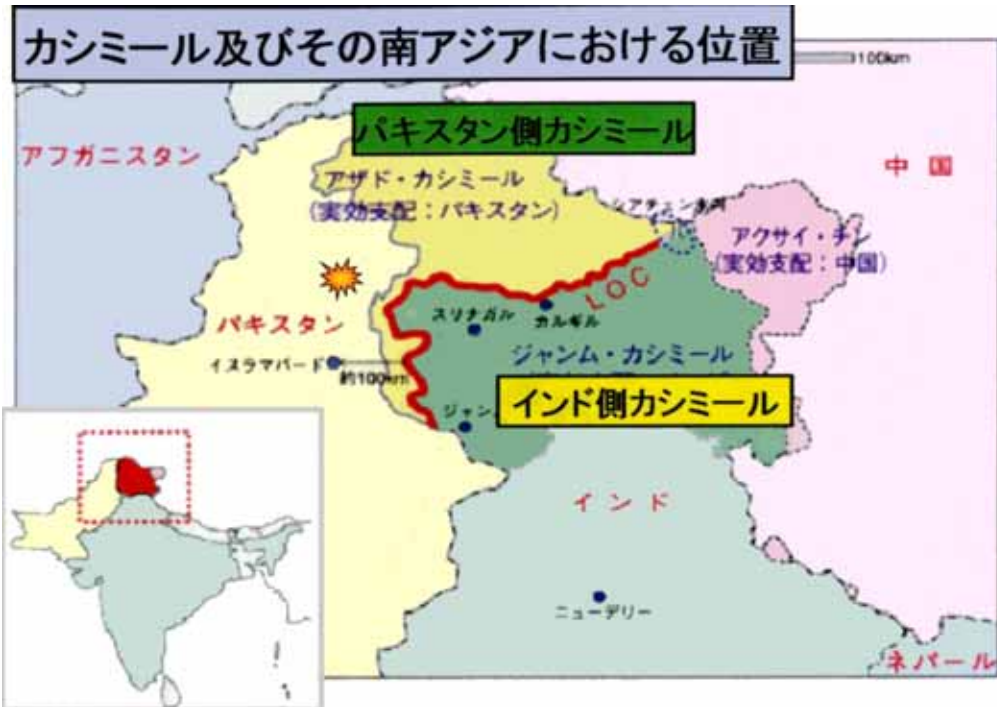 カシミール及びその南アジアにおける位置
100km
パキスタン側カシミール
アフガニスタン
中国
アザド・カシミール
(実効支配:パキスタン)
アクサイ・チン
(実効支配:中国)
LOC
スリナガル
カルギル
パキスタン
イスラマバード
約100km
ジャンム・カシミール
インド側カシミール
インド
ニューデリー
ネパール